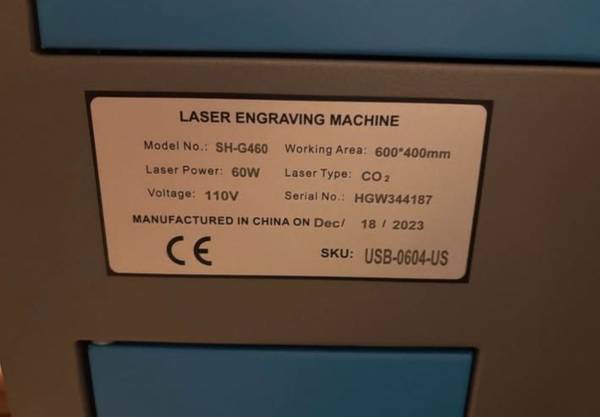 LASER ENGRAVING MACHINE
Model No.: SH-G460 Working Area: 600*400mm
Laser Power: 60W Laser Type: CO₂
Voltage: 110V Serial No.: HGW344187
MANUFACTURED IN CHINA ON Dec/ 18 / 2023
CE SKU: USB-0604-US